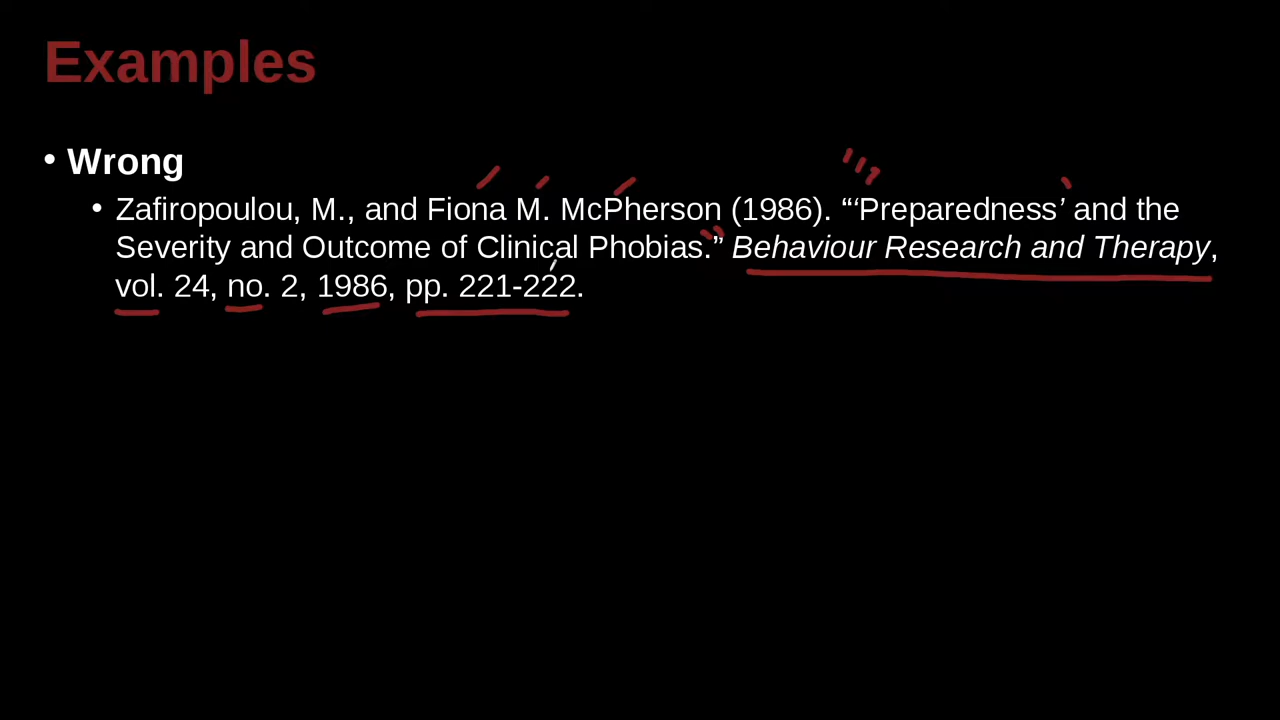 Examples
• Wrong
• Zafiropoulou, M., and Fiona M. McPherson (1986). “‘Preparedness’ and the
Severity and Outcome of Clinical Phobias.” Behaviour Research and Therapy,
vol. 24, no. 2, 1986, pp. 221-222.